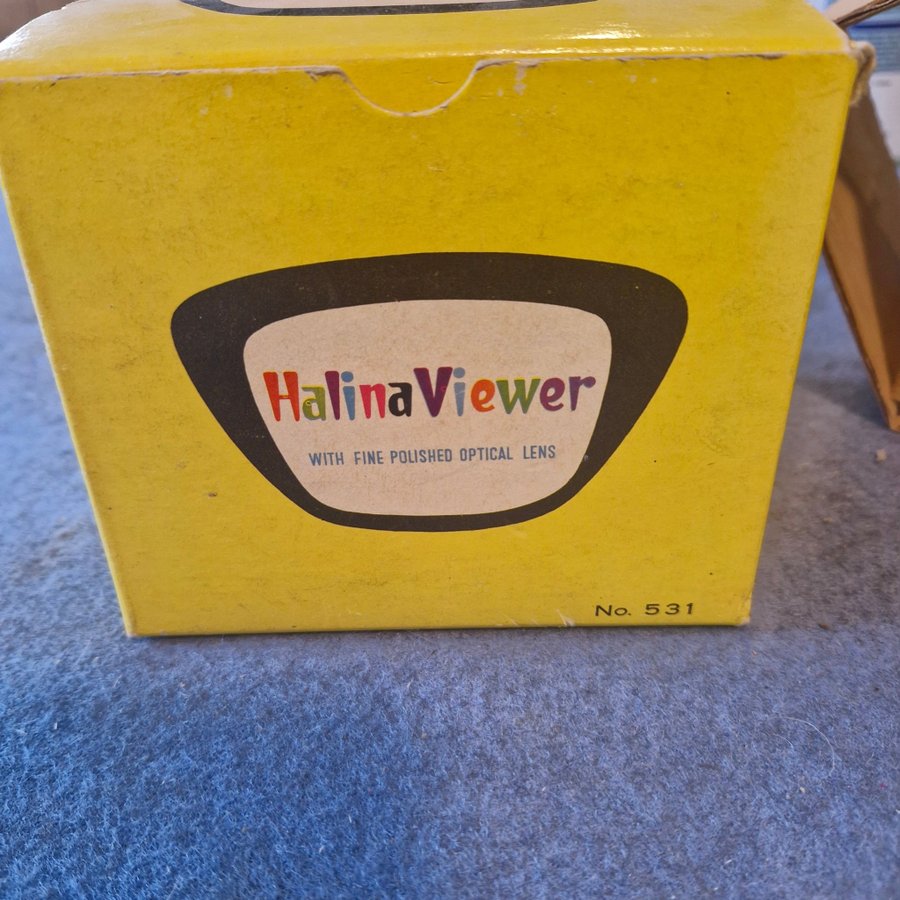 HalinaViewer
WITH FINE POLISHED OPTICAL LENS
No. 531